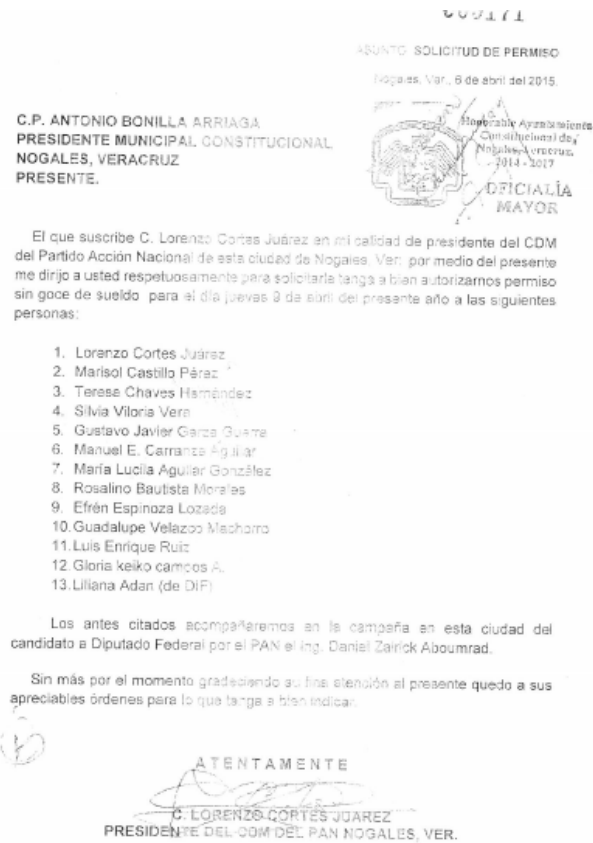 000171
ASUNTO: SOLICITUD DE PERMISO
Nogales, Ver., 6 de abril del 2015.
C.P. ANTONIO BONILLA ARRIAGA
PRESIDENTE MUNICIPAL CONSTITUCIONAL
NOGALES, VERACRUZ
PRESENTE.
Honorable Ayuntamiento
Constitucional de
Nogales, Veracruz.
2014 - 2017
OFICIALÍA
MAYOR
El que suscribe C. Lorenzo Cortes Juárez en mi calidad de presidente del CDM
del Partido Acción Nacional de esta ciudad de Nogales, Ver. por medio del presente
me dirijo a usted respetuosamente para solicitarle tenga a bien autorizarnos permiso
sin goce de sueldo para el día jueves 9 de abril del presente año a las siguientes
personas:
1. Lorenzo Cortes Juárez
2. Marisol Castillo Pérez
3. Teresa Chaves Hernández
4. Silvia Viloria Vera
5. Gustavo Javier Garza Guerra
6. Manuel E. Carranza Aguilar
7. María Lucila Aguilar González
8. Rosalino Bautista Morales
9. Efrén Espinoza Lozada
10. Guadalupe Velazco Machorro
11. Luis Enrique Ruiz
12. Gloria keiko campos A.
13. Liliana Adan (de DIF)
Los antes citados acompañaremos en la campaña en esta ciudad del
candidato a Diputado Federal por el PAN el Ing. Daniel Zairick Aboumrad.
Sin más por el momento gradeciendo su fina atención al presente quedo a sus
apreciables órdenes para lo que tenga a bien indicar.
ATENTAMENTE
C. LORENZO CORTES JUAREZ
PRESIDENTE DEL CDM DEL PAN NOGALES, VER.